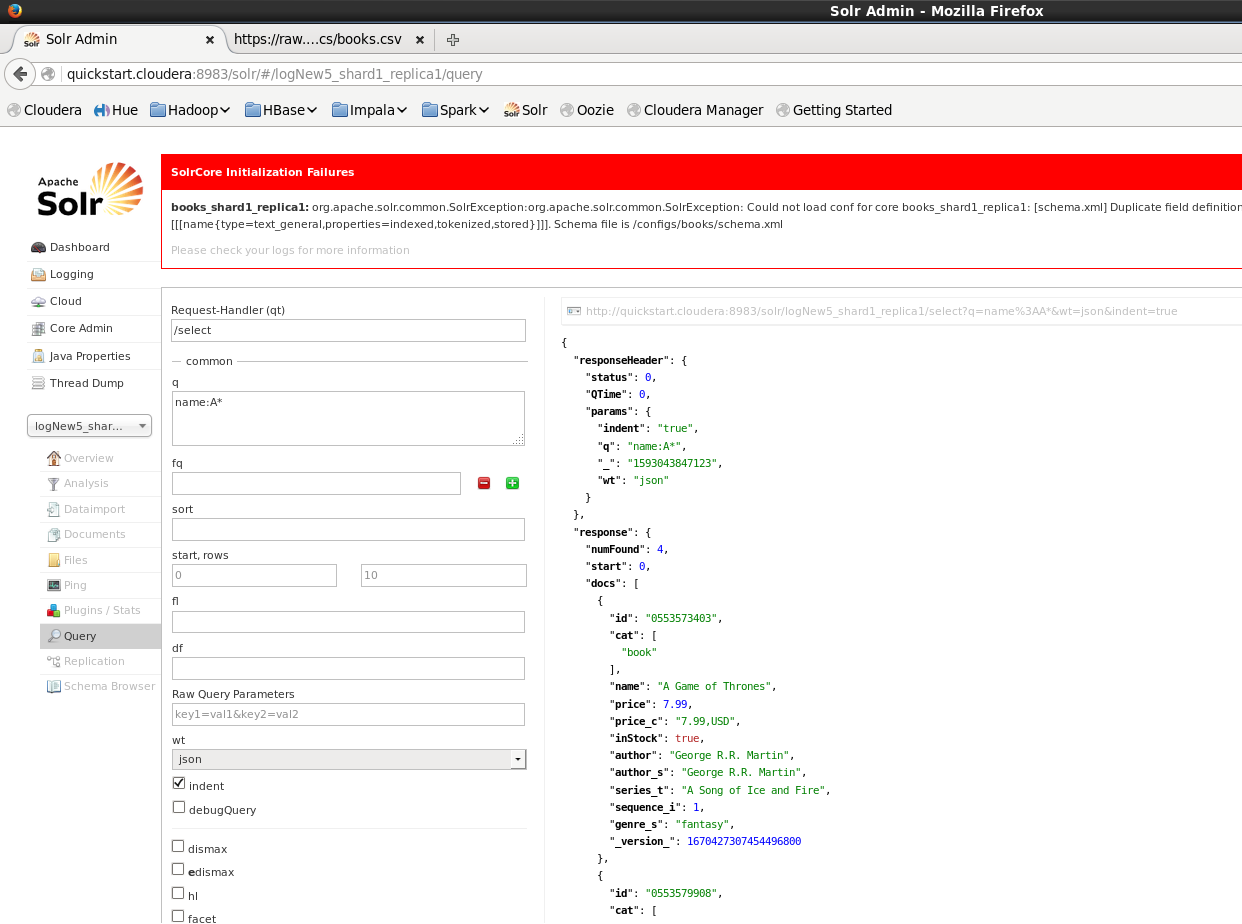 Solr Admin - Mozilla Firefox
Solr Admin
https://raw....cs/books.csv
quickstart.cloudera:8983/solr/#/logNew5_shard1_replica1/query
Cloudera Hue Hadoop HBase Impala Spark Solr Oozie Cloudera Manager Getting Started
Apache
Solr
Dashboard
Logging
Cloud
Core Admin
Java Properties
Thread Dump
logNew5_shar...
Overview
Analysis
Dataimport
Documents
Files
Ping
Plugins / Stats
Query
Replication
Schema Browser
SolrCore Initialization Failures
books_shard1_replica1: org.apache.solr.common.SolrException:org.apache.solr.common.SolrException: Could not load conf for core books_shard1_replica1: [schema.xml] Duplicate field definition
[[[name{type=text_general,properties=indexed,tokenized,stored}]]]. Schema file is /configs/books/schema.xml
Please check your logs for more information
Request-Handler (qt)
/select
common
q
name:A*
fq
sort
start, rows
0 10
fl
df
Raw Query Parameters
key1=val1&key2=val2
wt
json
indent
debugQuery
dismax
edismax
hl
facet
http://quickstart.cloudera:8983/solr/logNew5_shard1_replica1/select?q=name%3AA*&wt=json&indent=true
{
"responseHeader": {
"status": 0,
"QTime": 0,
"params": {
"indent": "true",
"q": "name:A*",
"_": "1593043847123",
"wt": "json"
}
},
"response": {
"numFound": 4,
"start": 0,
"docs": [
{
"id": "0553573403",
"cat": [
"book"
],
"name": "A Game of Thrones",
"price": 7.99,
"price_c": "7.99,USD",
"inStock": true,
"author": "George R.R. Martin",
"author_s": "George R.R. Martin",
"series_t": "A Song of Ice and Fire",
"sequence_i": 1,
"genre_s": "fantasy",
"_version_": 1670427307454496800
},
{
"id": "0553579908",
"cat": [